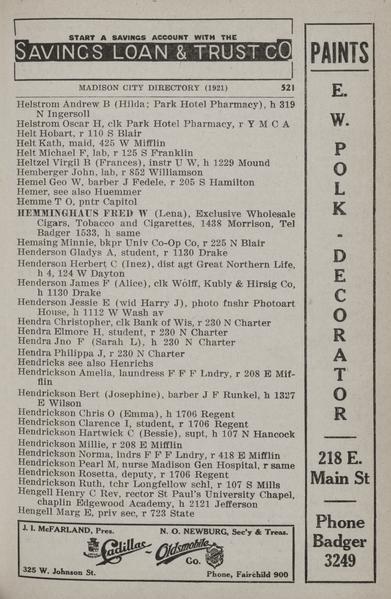 START A SAVINGS ACCOUNT WITH THE
SAVINGS LOAN & TRUST CO
MADISON CITY DIRECTORY (1921) 521
Helstrom Andrew B (Hilda; Park Hotel Pharmacy), h 319
N Ingersoll
Helstrom Oscar H, clk Park Hotel Pharmacy, r Y M C A
Helt Hobart, r 110 S Blair
Helt Kath, maid, 425 W Mifflin
Helt Michael F, lab, r 125 S Franklin
Heltzel Virgil B (Frances), instr U W, h 1229 Mound
Hemberger John, lab, r 852 Williamson
Hemel Geo W, barber J Fedele, r 205 S Hamilton
Hemer, see also Huemmer
Hemme T O, pntr Capitol
HEMMINGHAUS FRED W (Lena), Exclusive Wholesale
Cigars, Tobacco and Cigarettes, 1438 Morrison, Tel
Badger 1533, h same
Hemsing Minnie, bkpr Univ Co-Op Co, r 225 N Blair
Henderson Gladys A, student, r 1130 Drake
Henderson Herbert C (Inez), dist agt Great Northern Life,
h 4, 124 W Dayton
Henderson James F (Alice), clk Wolff, Kubly & Hirsig Co,
h 1130 Drake
Henderson Jessie E (wid Harry J), photo fnshr Photoart
House, h 1112 W Wash av
Hendra Christopher, clk Bank of Wis, r 230 N Charter
Hendra Elmore H, student, r 230 N Charter
Hendra Jno F (Sarah L), h 230 N Charter
Hendra Philippa J, r 230 N Charter
Hendricks see also Henrichs
Hendrickson Amelia, laundress F F F Lndry, r 208 E Mif-
flin
Hendrickson Bert (Josephine), barber J F Runkel, h 1327
E Wilson
Hendrickson Chris O (Emma), h 1706 Regent
Hendrickson Clarence I, student, r 1706 Regent
Hendrickson Hartwick C (Bessie), supt, h 107 N Hancock
Hendrickson Millie, r 208 E Mifflin
Hendrickson Norma, lndrs F F F Lndry, r 418 E Mifflin
Hendrickson Pearl M, nurse Madison Gen Hospital, r same
Hendrickson Rosetta, deputy, r 1706 Regent
Hendrickson Ruth, tchr Longfellow schl, r 107 S Mills
Hengell Henry C Rev, rector St Paul's University Chapel,
chaplin Edgewood Academy, h 2121 Jefferson
Hengell Marg E, priv sec, r 723 State
J. I. McFARLAND, Pres. N. O. NEWBURG, Sec'y & Treas.
Cadillac - Oldsmobile
Co.
325 W. Johnson St. Phone, Fairchild 900
PAINTS
E.
W.
P
O
L
K
-
D
E
C
O
R
A
T
O
R
218 E.
Main St
Phone
Badger
3249